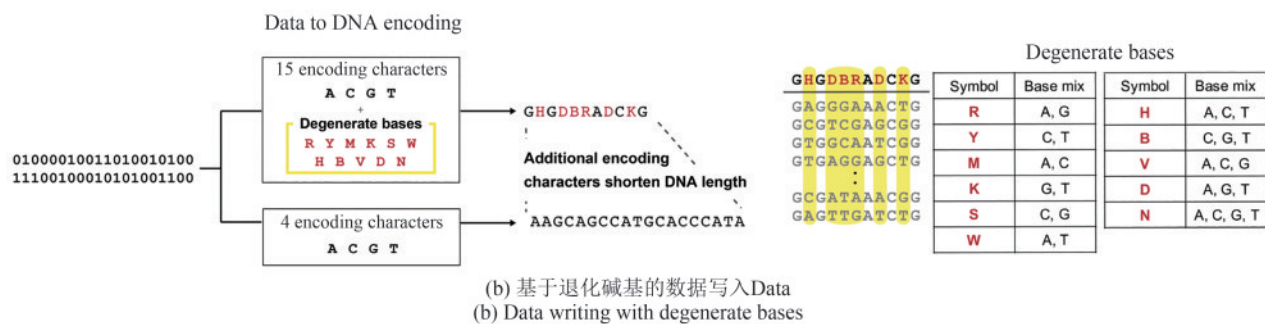 Data to DNA encoding
15 encoding characters
A C G T
+
Degenerate bases
R Y M K S W
H B V D N
01000010011010010100
11100100010101001100
4 encoding characters
A C G T
GHGDBRADCKG
Additional encoding
characters shorten DNA length
AAGCAGCCATGCACCCATA
GHGDBRADCKG
GAGGGAAACTG
GCGTCGAGCGG
GTGGCAATCGG
GTGAGGAGCTG
GCGATAAACGG
GAGTTGATCTG
Degenerate bases
Symbol Base mix
R A, G
Y C, T
M A, C
K G, T
S C, G
W A, T
Symbol Base mix
H A, C, T
B C, G, T
V A, C, G
D A, G, T
N A, C, G, T
(b) 基于退化碱基的数据写入Data
(b) Data writing with degenerate bases